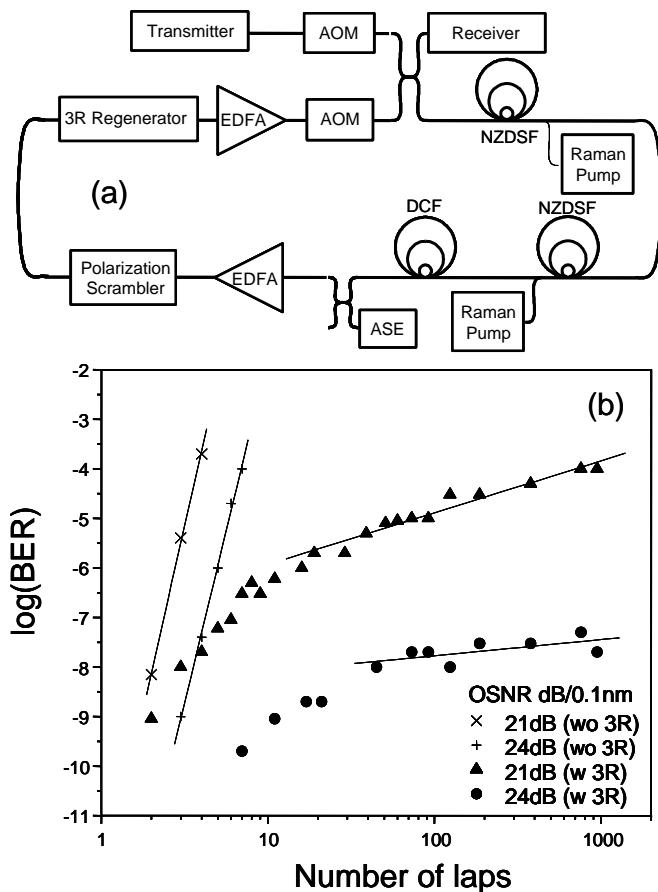 Transmitter
AOM
Receiver
3R Regenerator
EDFA
AOM
NZDSF
Raman
Pump
(a)
DCF
NZDSF
Polarization
Scrambler
EDFA
ASE
Raman
Pump
(b)
-2
-3
-4
-5
-6
-7
-8
-9
-10
-11
log(BER)
OSNR dB/0.1nm
21dB (wo 3R)
24dB (wo 3R)
21dB (w 3R)
24dB (w 3R)
1
10
100
1000
Number of laps